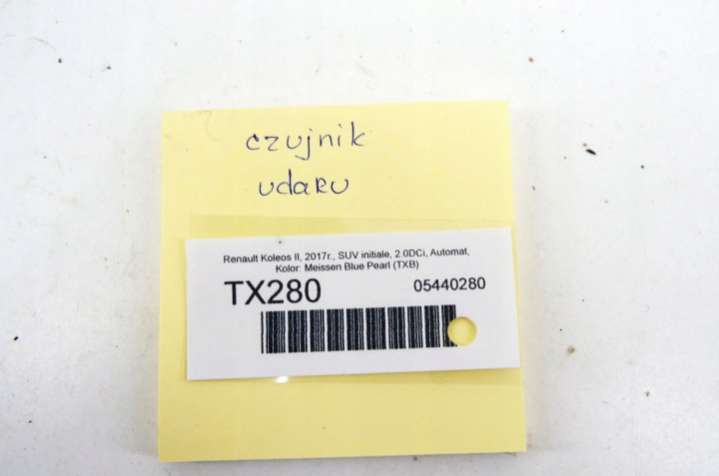 czujnik
udaru
Renault Koleos II, 2017r., SUV initiale, 2.0DCi, Automat,
Kolor: Meissen Blue Pearl (TXB)
TX280 05440280